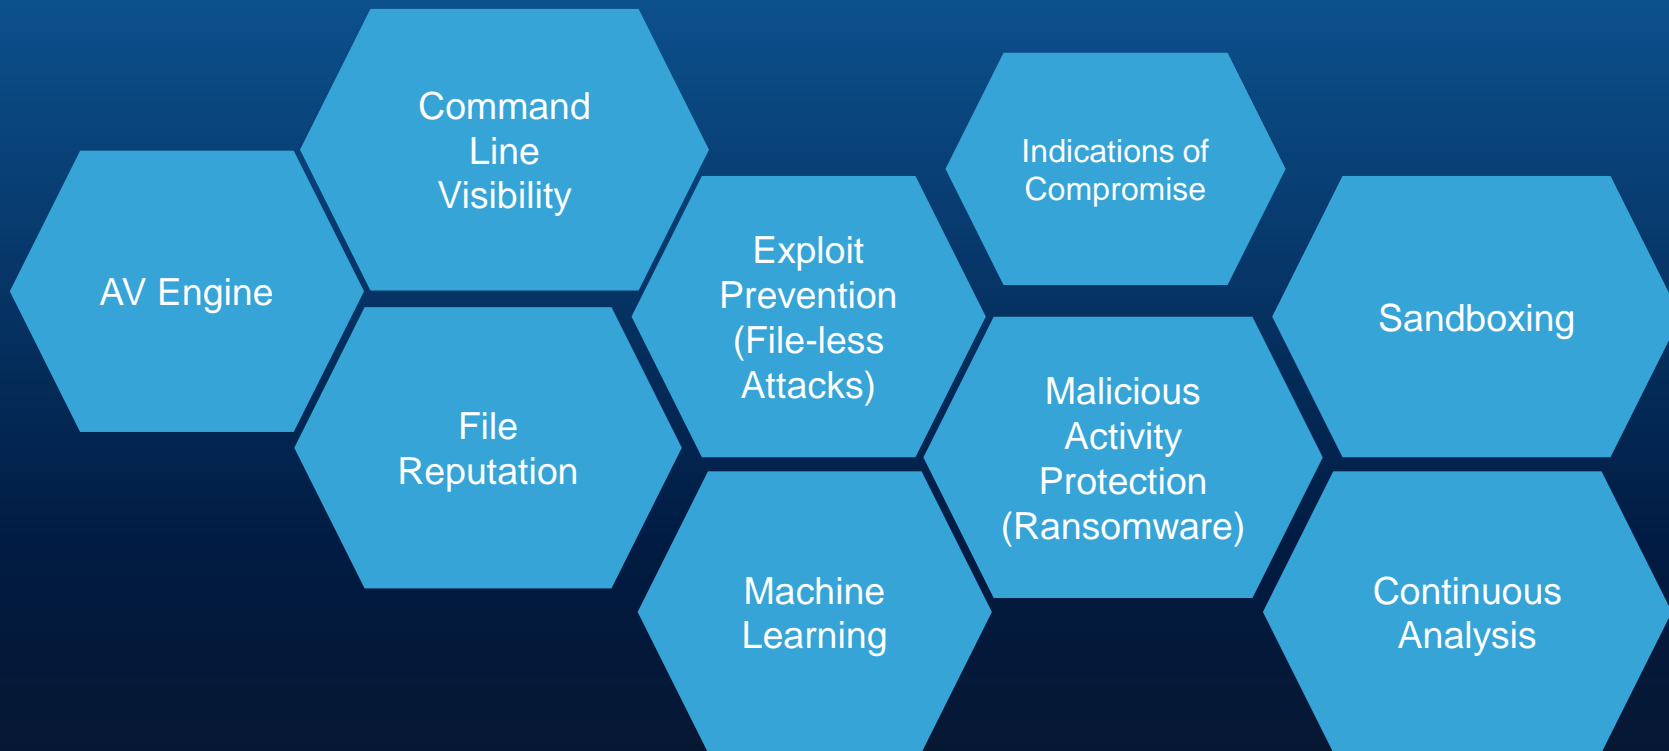 Command
Line
Visibility
Indications of
Compromise
AV Engine
Exploit
Prevention
(File-less
Attacks)
Sandboxing
File
Reputation
Malicious
Activity
Protection
(Ransomware)
Machine
Learning
Continuous
Analysis